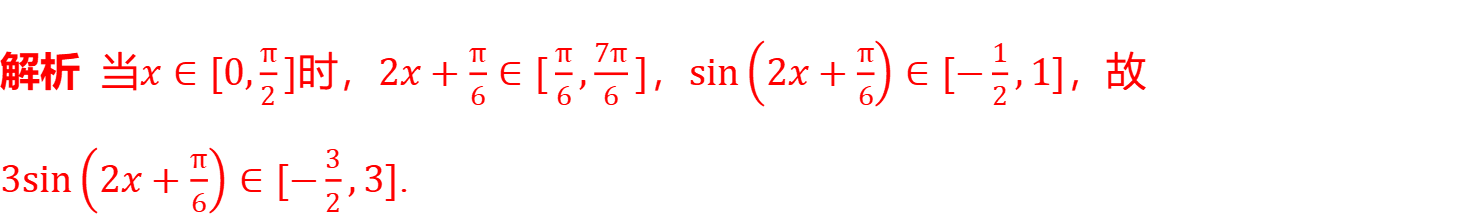 解析 当x∈[0,π/2]时，2x+π/6∈[π/6,7π/6]，sin(2x+π/6)∈[−1/2,1]，故
3sin(2x+π/6)∈[−3/2,3].